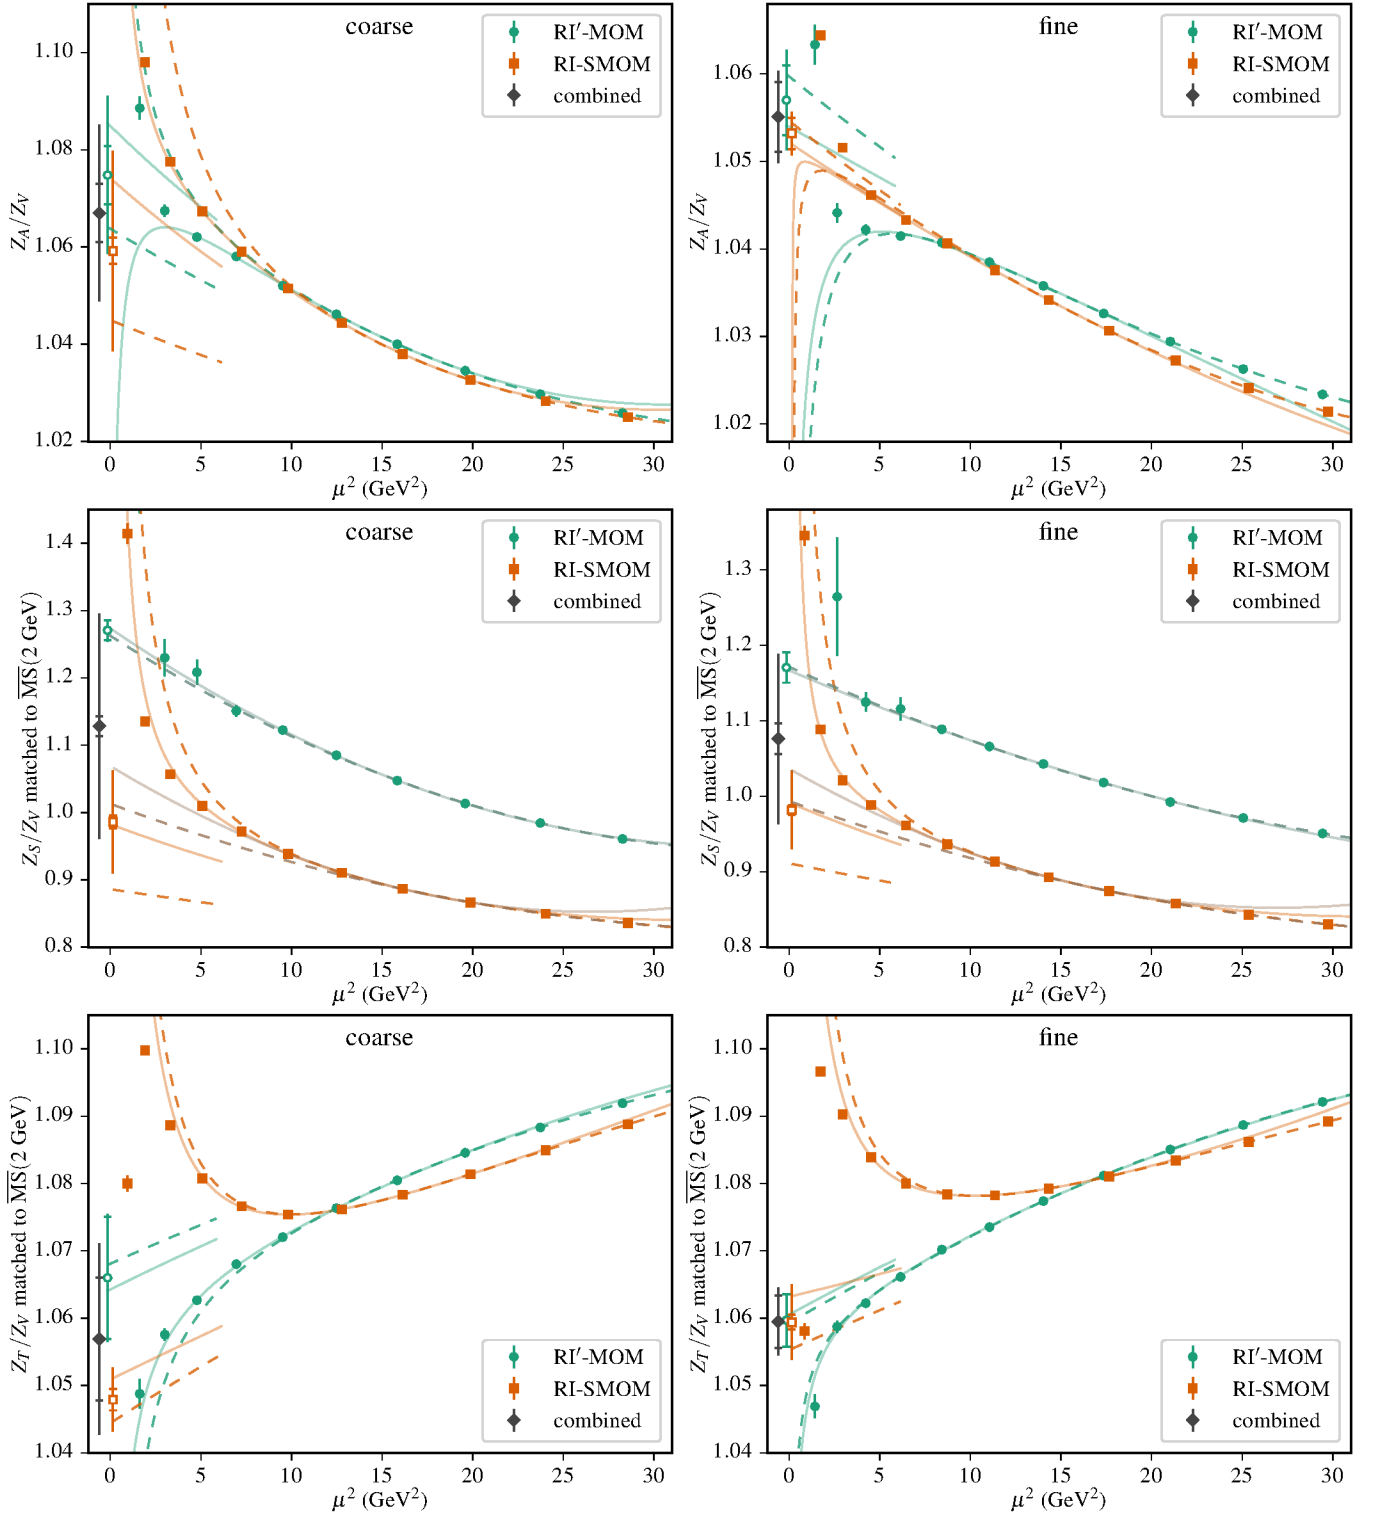 coarse
RI′-MOM
RI-SMOM
combined
1.10
1.08
1.06
1.04
1.02
Z_A/Z_V
0 5 10 15 20 25 30
μ² (GeV²)
fine
RI′-MOM
RI-SMOM
combined
1.06
1.05
1.04
1.03
1.02
Z_A/Z_V
0 5 10 15 20 25 30
μ² (GeV²)
coarse
RI′-MOM
RI-SMOM
combined
1.4
1.3
1.2
1.1
1.0
0.9
0.8
Z_S/Z_V matched to M̅S̅(2 GeV)
0 5 10 15 20 25 30
μ² (GeV²)
fine
RI′-MOM
RI-SMOM
combined
1.3
1.2
1.1
1.0
0.9
0.8
Z_S/Z_V matched to M̅S̅(2 GeV)
0 5 10 15 20 25 30
μ² (GeV²)
coarse
1.10
1.09
1.08
1.07
1.06
1.05
1.04
Z_T/Z_V matched to M̅S̅(2 GeV)
RI′-MOM
RI-SMOM
combined
0 5 10 15 20 25 30
μ² (GeV²)
fine
1.10
1.09
1.08
1.07
1.06
1.05
1.04
Z_T/Z_V matched to M̅S̅(2 GeV)
RI′-MOM
RI-SMOM
combined
0 5 10 15 20 25 30
μ² (GeV²)